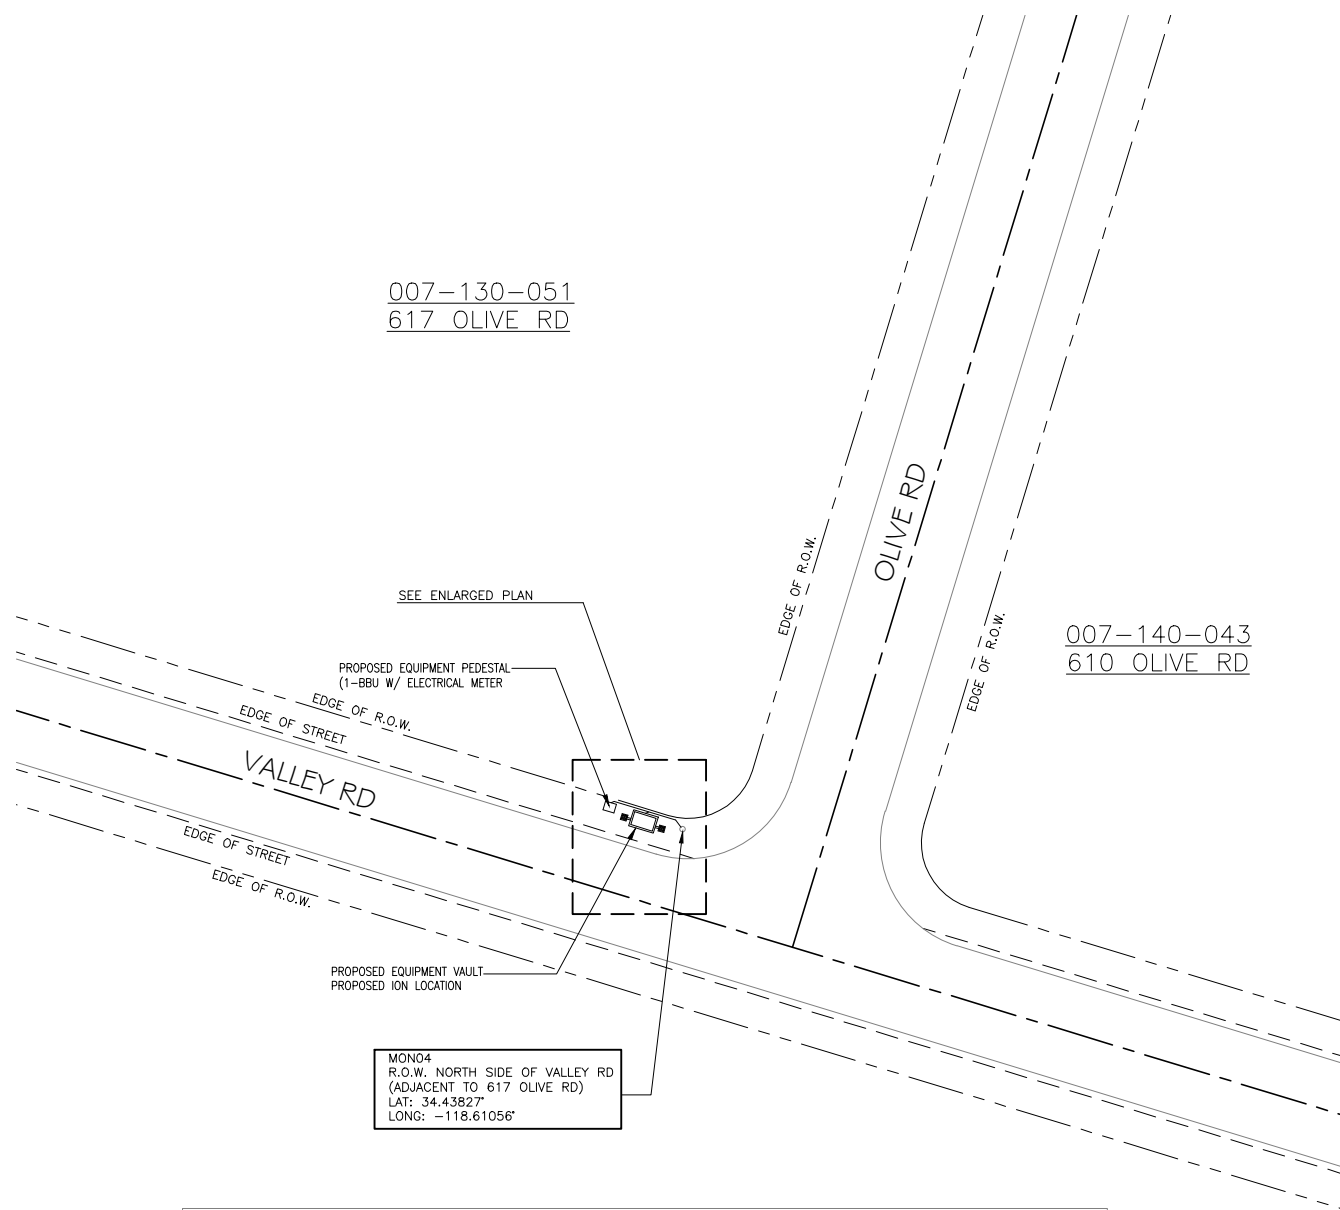 007-130-051
617 OLIVE RD
OLIVE RD
EDGE OF R.O.W.
SEE ENLARGED PLAN
EDGE OF R.O.W.
007-140-043
610 OLIVE RD
PROPOSED EQUIPMENT PEDESTAL
(1-BBU W/ ELECTRICAL METER
EDGE OF R.O.W.
EDGE OF STREET
VALLEY RD
EDGE OF STREET
EDGE OF R.O.W.
PROPOSED EQUIPMENT VAULT
PROPOSED ION LOCATION
MON04
R.O.W. NORTH SIDE OF VALLEY RD
(ADJACENT TO 617 OLIVE RD)
LAT: 34.43827°
LONG: -118.61056°